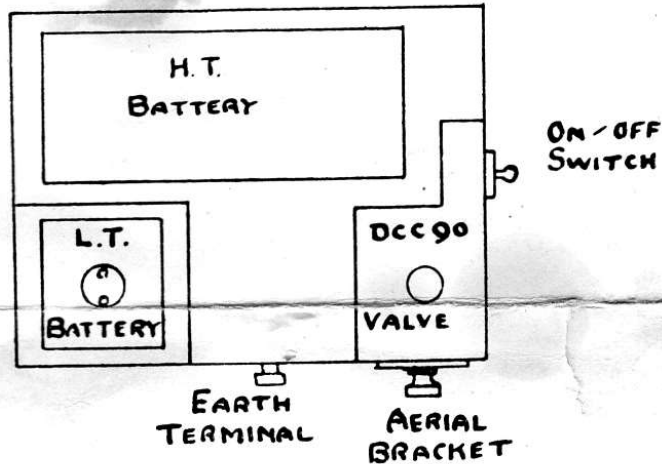 H.T.
BATTERY
ON/OFF
SWITCH
L.T.
BATTERY
DCC90
VALVE
EARTH
TERMINAL
AERIAL
BRACKET